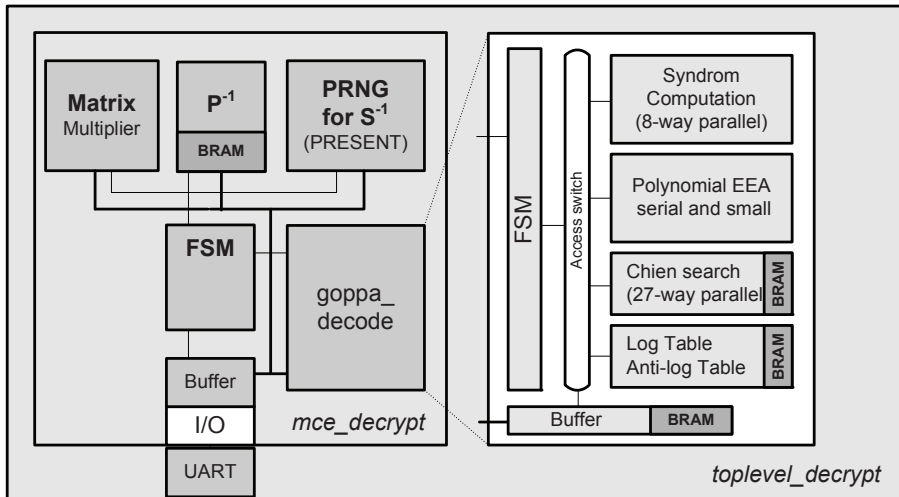 Matrix
Multiplier
P-1
BRAM
PRNG
for S-1
(PRESENT)
FSM
goppa_
decode
Buffer
I/O
mce_decrypt
UART
FSM
Access switch
Syndrom
Computation
(8-way parallel)
Polynomial EEA
serial and small
Chien search
(27-way parallel
BRAM
Log Table
Anti-log Table
BRAM
Buffer
BRAM
toplevel_decrypt